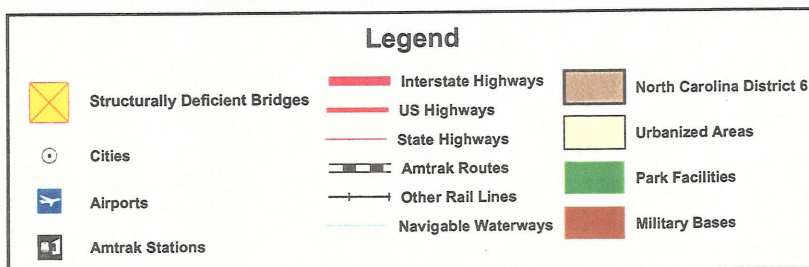 Legend
Structurally Deficient Bridges
Cities
Airports
Amtrak Stations
Interstate Highways
US Highways
State Highways
Amtrak Routes
Other Rail Lines
Navigable Waterways
North Carolina District 6
Urbanized Areas
Park Facilities
Military Bases